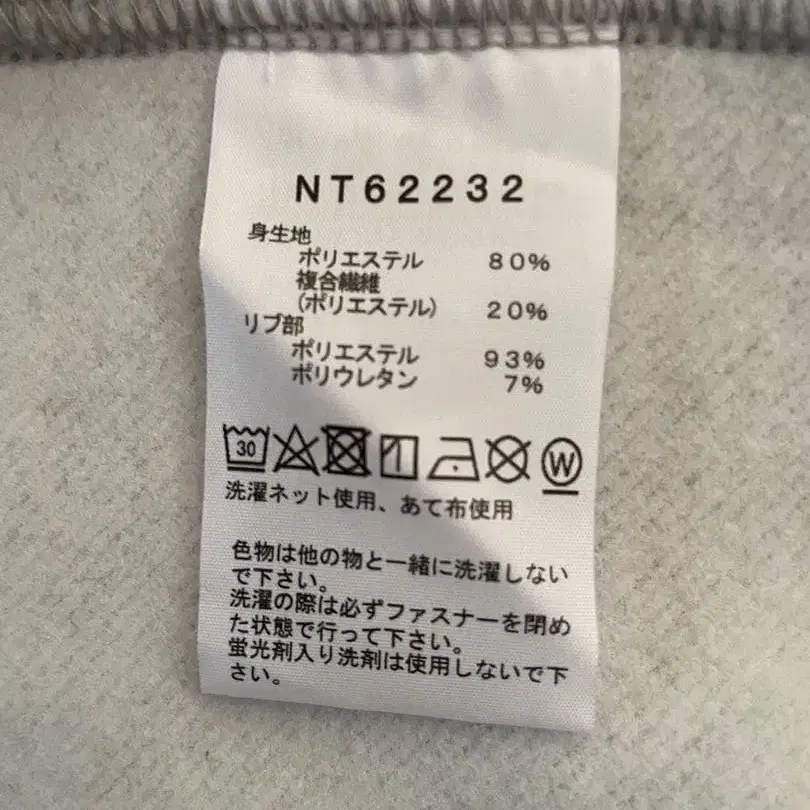 NT62232
身生地
ポリエステル 80%
複合繊維
(ポリエステル) 20%
リブ部
ポリエステル 93%
ポリウレタン 7%
30 W
洗濯ネット使用、あて布使用
色物は他の物と一緒に洗濯しない
で下さい。
洗濯の際は必ずファスナーを閉め
た状態で行って下さい。
蛍光剤入り洗剤は使用しないで下
さい。